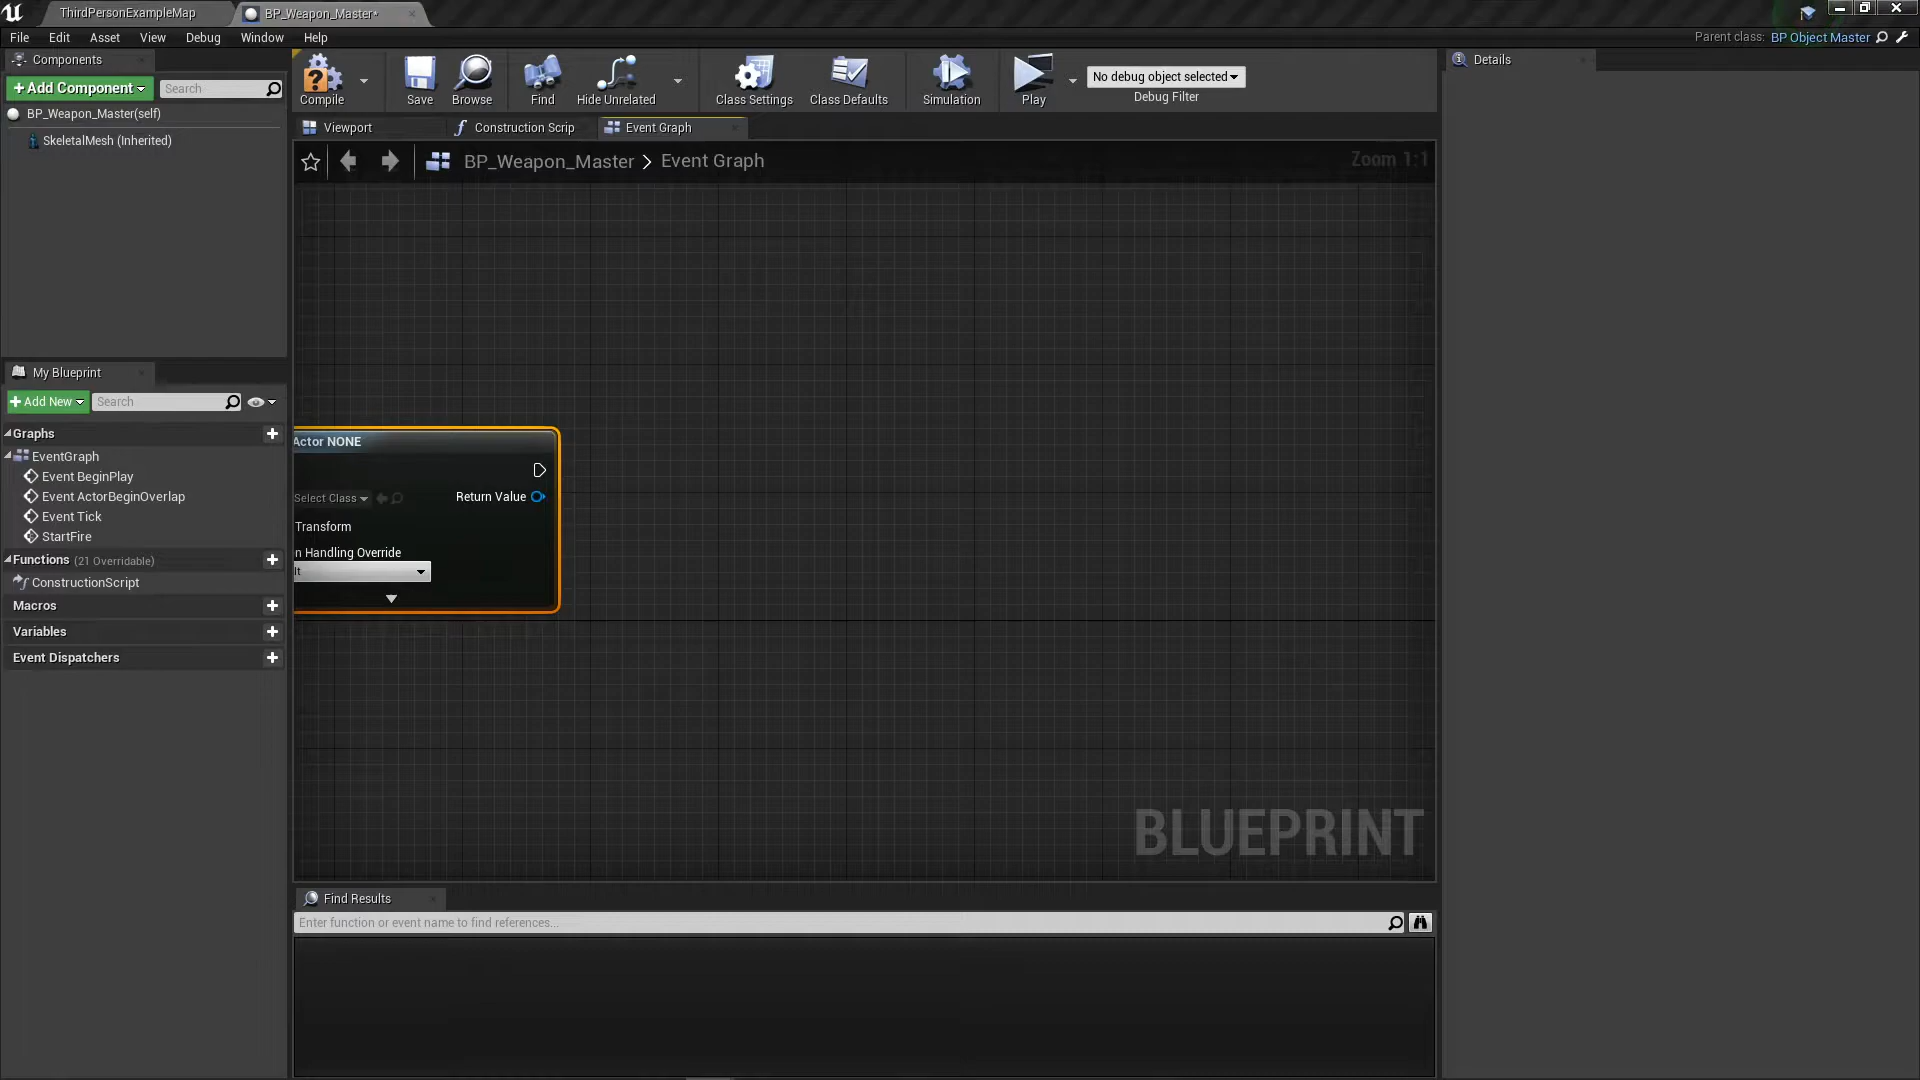 ThirdPersonExampleMap
BP_Weapon_Master*
File Edit Asset View Debug Window Help
Parent class: BP Object Master
Components
Details
+Add Component
Search
Compile
Save
Browse
Find
Hide Unrelated
Class Settings
Class Defaults
Simulation
Play
No debug object selected
Debug Filter
BP_Weapon_Master(self)
SkeletalMesh (Inherited)
Viewport
Construction Scrip
Event Graph
BP_Weapon_Master > Event Graph
Zoom 1:1
My Blueprint
+Add New
Search
Graphs
EventGraph
Event BeginPlay
Event ActorBeginOverlap
Event Tick
StartFire
Functions (21 Overridable)
ConstructionScript
Macros
Variables
Event Dispatchers
Actor NONE
Select Class
Return Value
Transform
n Handling Override
lt
BLUEPRINT
Find Results
Enter function or event name to find references...